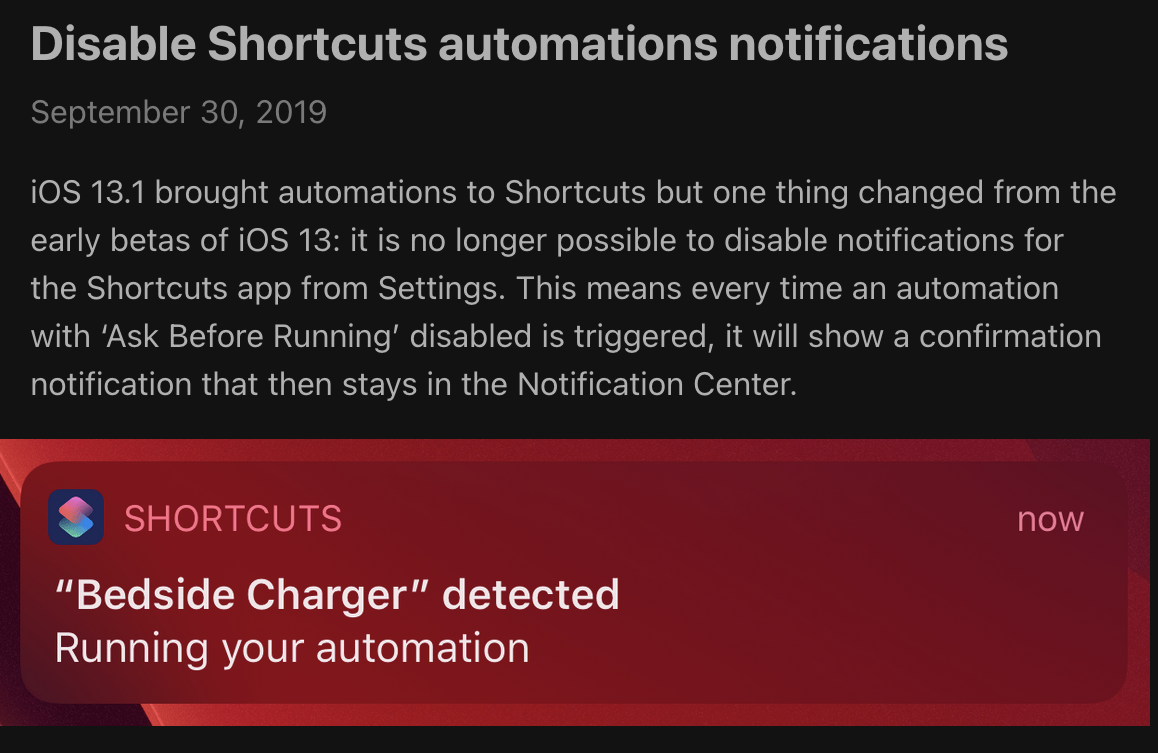 Disable Shortcuts automations notifications
September 30, 2019
iOS 13.1 brought automations to Shortcuts but one thing changed from the
early betas of iOS 13: it is no longer possible to disable notifications for
the Shortcuts app from Settings. This means every time an automation
with ‘Ask Before Running’ disabled is triggered, it will show a confirmation
notification that then stays in the Notification Center.
SHORTCUTS now
“Bedside Charger” detected
Running your automation